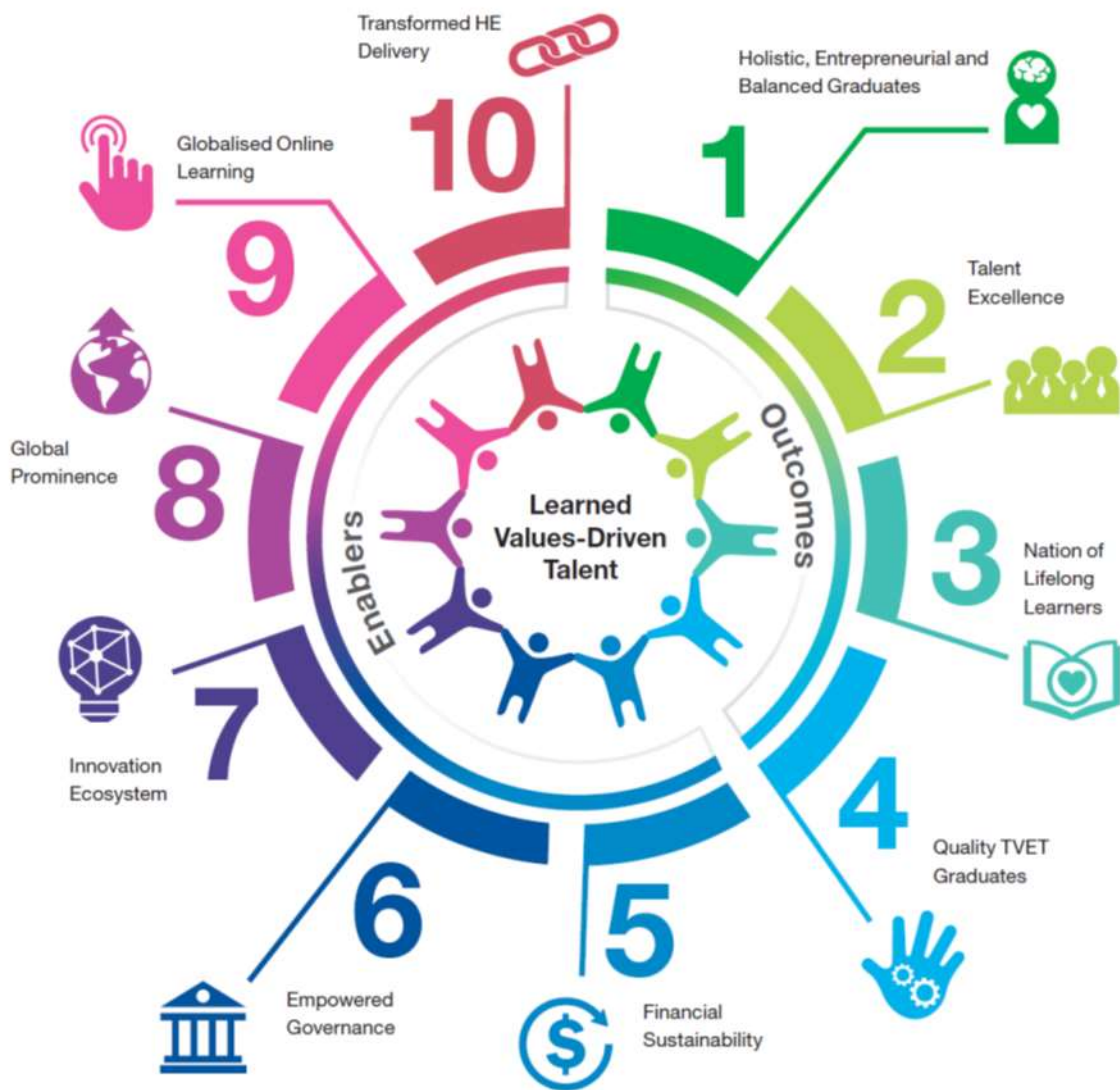 Transformed HE
Delivery
10
Holistic, Entrepreneurial and
Balanced Graduates
1
Globalised Online
Learning
9
Talent
Excellence
2
Global
Prominence
8
Nation of
Lifelong
Learners
3
Outcomes
Enablers
Learned
Values-Driven
Talent
Innovation
Ecosystem
7
Quality TVET
Graduates
4
Empowered
Governance
6
Financial
Sustainability
5
$